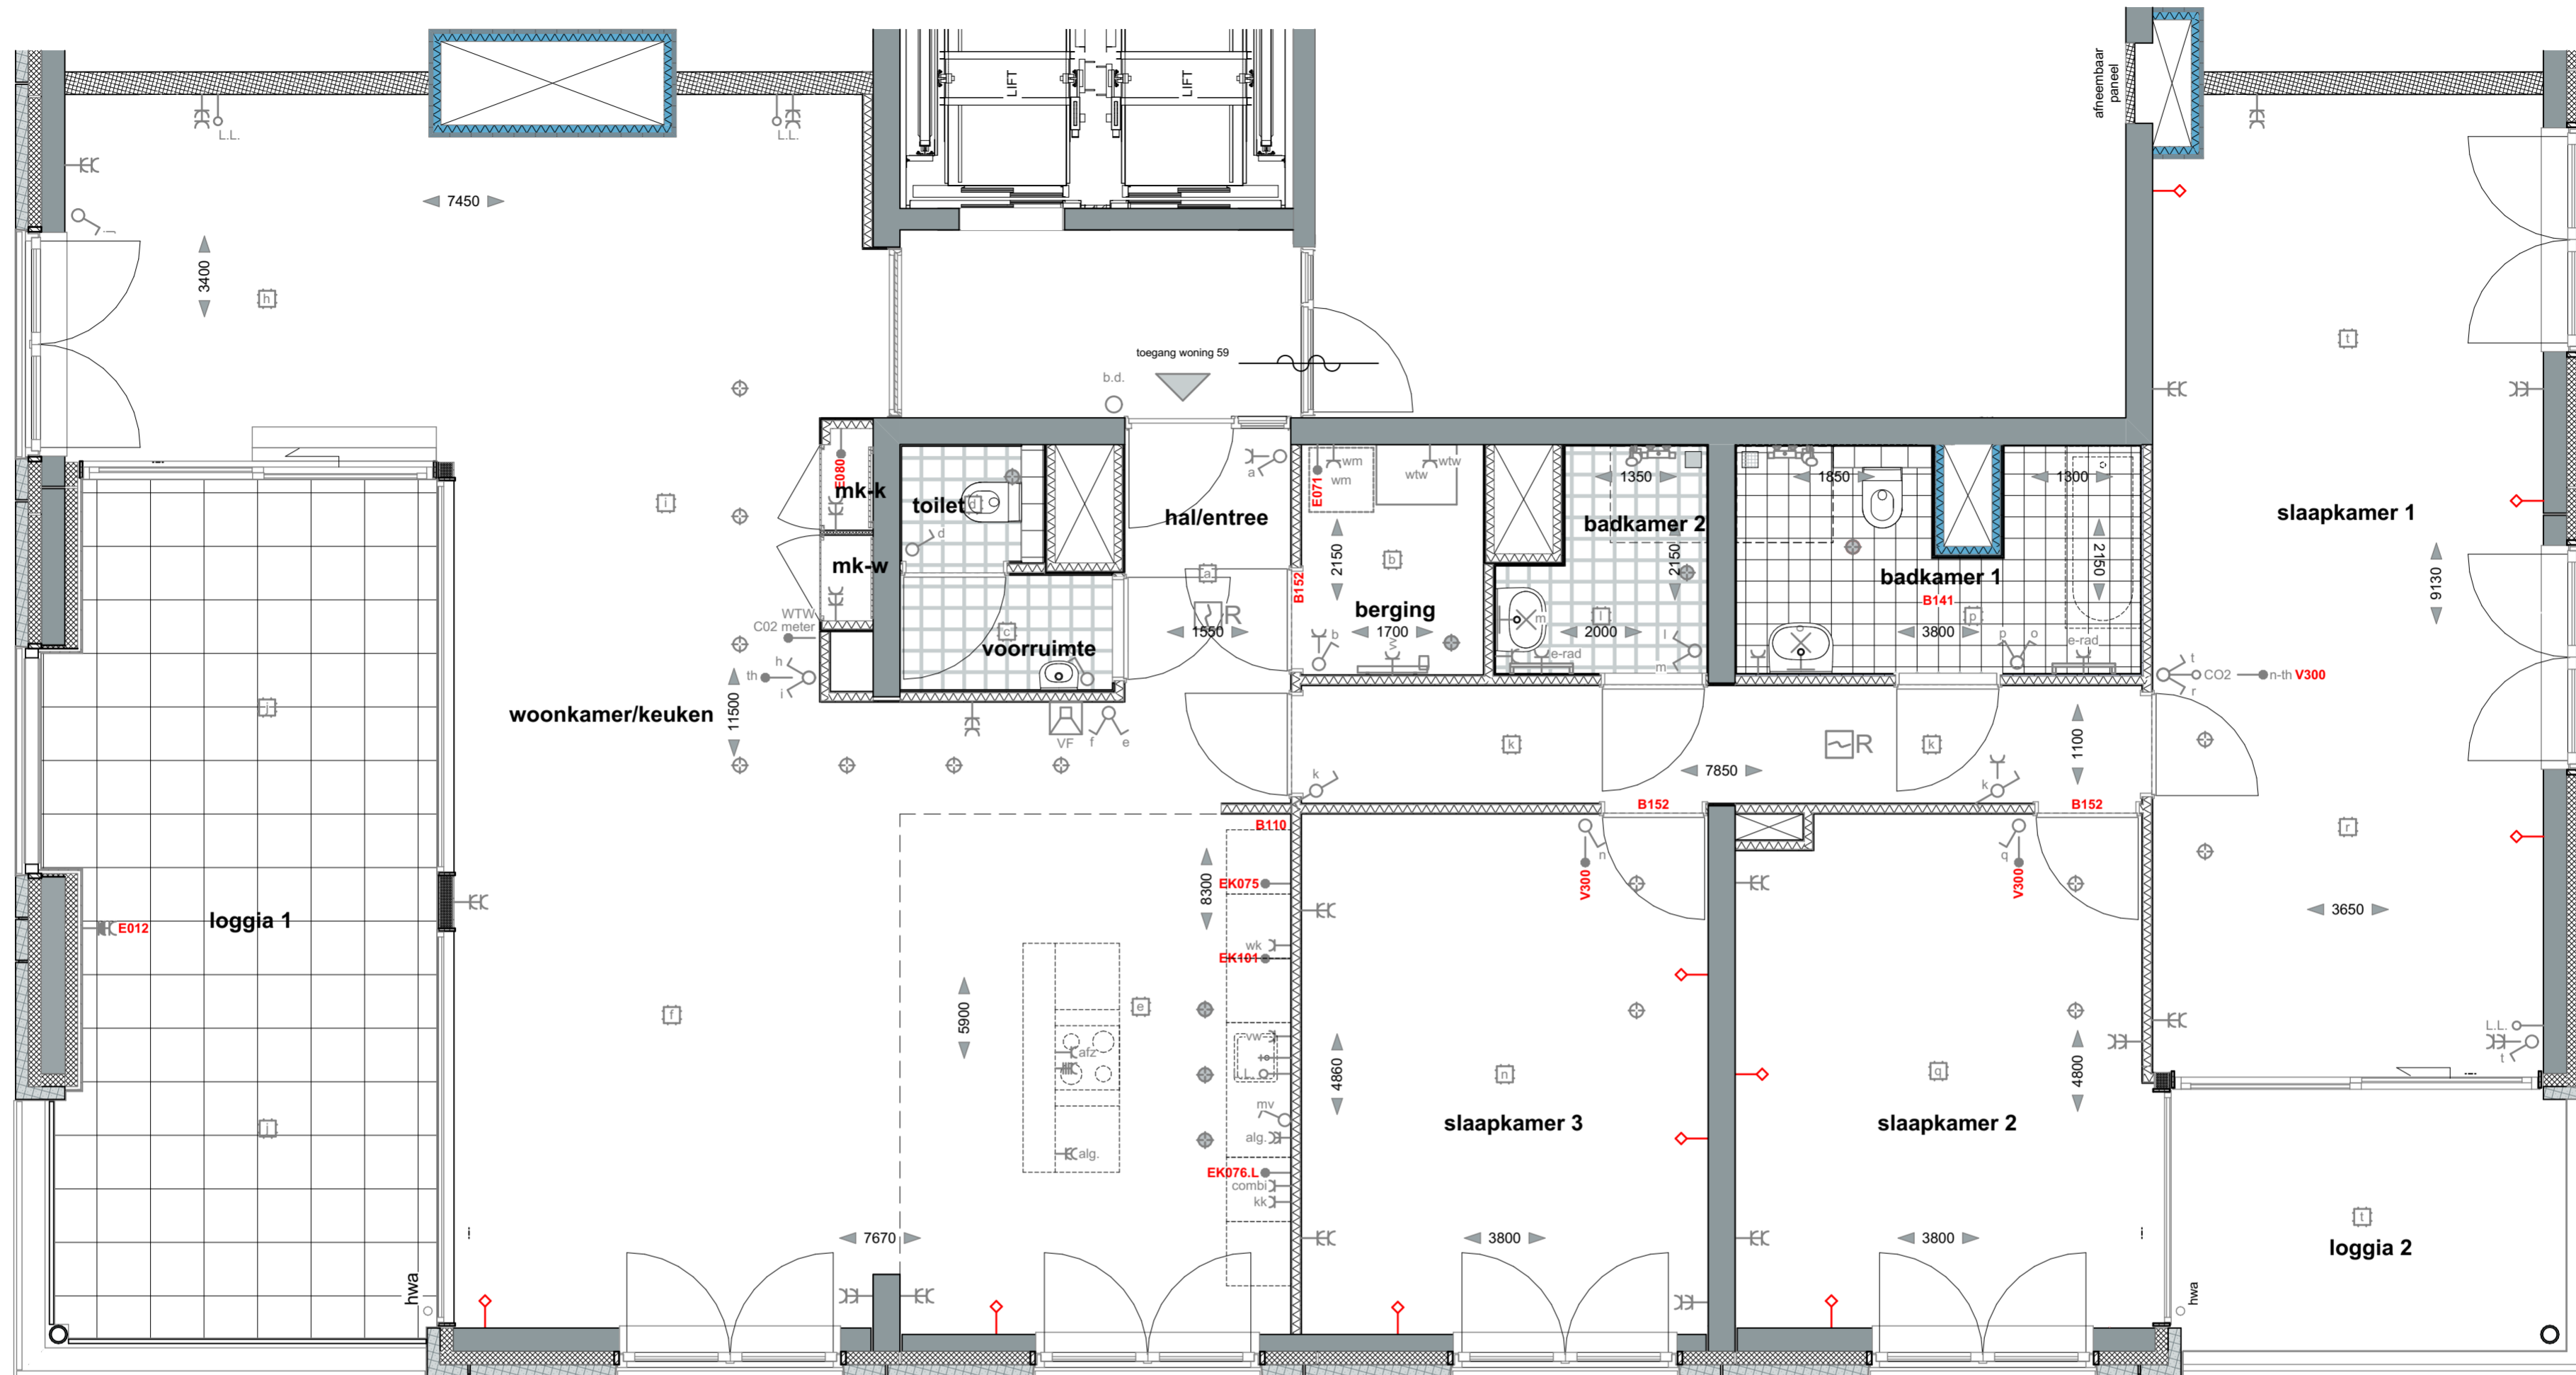 LIFT
LIFT
afneembaar
paneel
L.L.
L.L.
7450
3400
h
toegang woning 59
b.d.
t
E080
mk-k
toilet
d
d
hal/entree
a
E071
wm
wm
wtw
wtw
1350
1850
1300
slaapkamer 1
i
badkamer 2
2150
b
2150
badkamer 1
2150
9130
mk-w
a
B152
berging
B141
WTW
C02 meter
c
R
1550
b
1700
vv
m
l
2000
l
p
3800
p
o
e-rad
voorruimte
e-rad
m
h
th
i
t
CO2
n-th V300
r
j
woonkamer/keuken
11500
VF
f
e
k
R
k
1100
7850
k
k
B152
B152
B110
r
8300
EK075
V300
n
V300
q
3650
E012
loggia 1
wk
EK101
f
5900
e
vw
afz
L.L.
4860
n
q
4800
L.L.
t
mv
j
alg.
alg.
slaapkamer 3
slaapkamer 2
EK076.L
combi
kk
t
7670
3800
3800
loggia 2
hwa
hwa